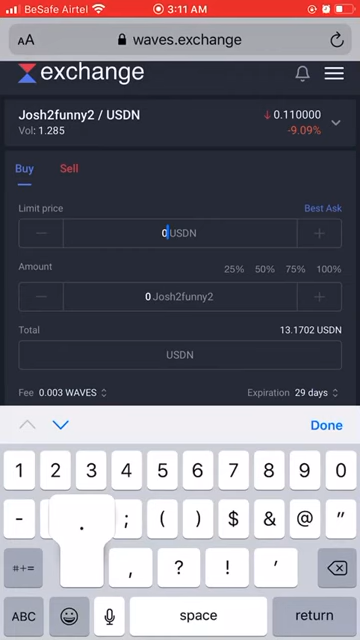 BeSafe Airtel 3:11 AM
AA waves.exchange
exchange
Josh2funny2 / USDN 0.110000
Vol: 1.285 -9.09%
Buy Sell
Limit price Best Ask
− 0 USDN +
Amount 25% 50% 75% 100%
− 0 Josh2funny2 +
Total 13.1702 USDN
USDN
Fee 0.003 WAVES Expiration 29 days
Done
1 2 3 4 5 6 7 8 9 0
- . ; ( ) $ & @ ”
#+= , ? ! ’
ABC space return